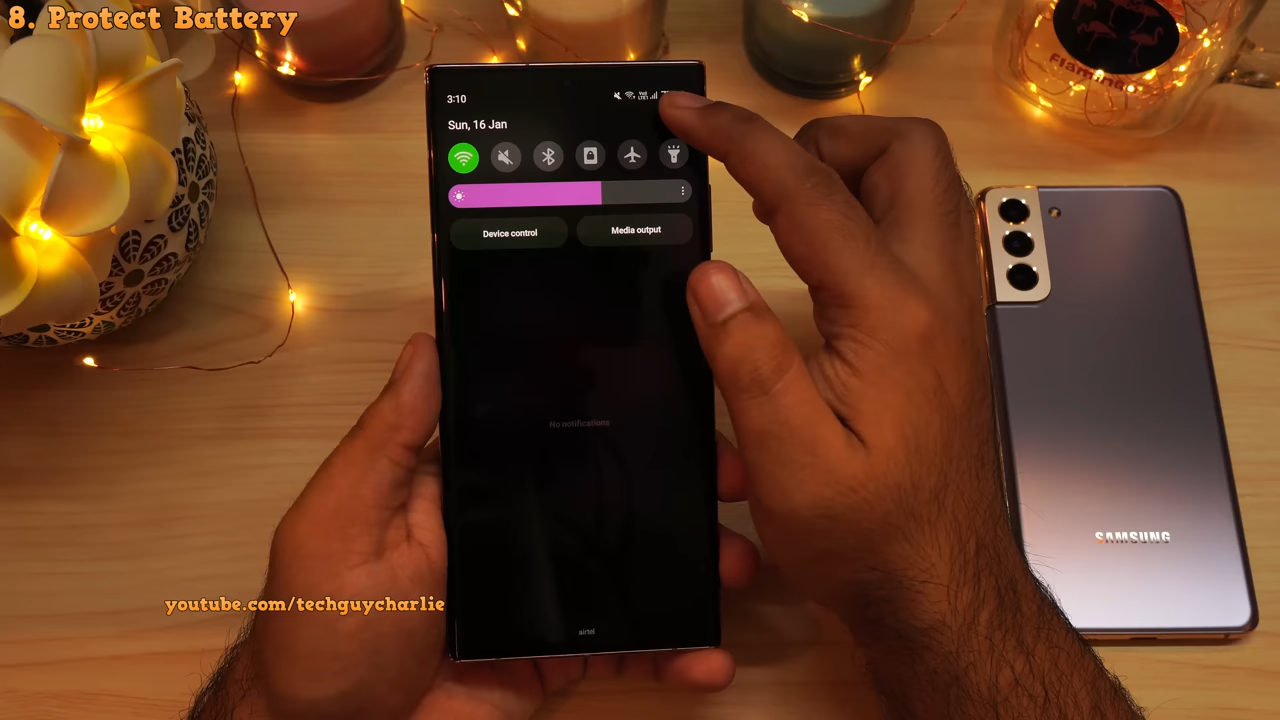 8. Protect Battery
3:10
Sun, 16 Jan
Device control
Media output
No notifications
airtel
youtube.com/techguycharlie
SAMSUNG
Flamin